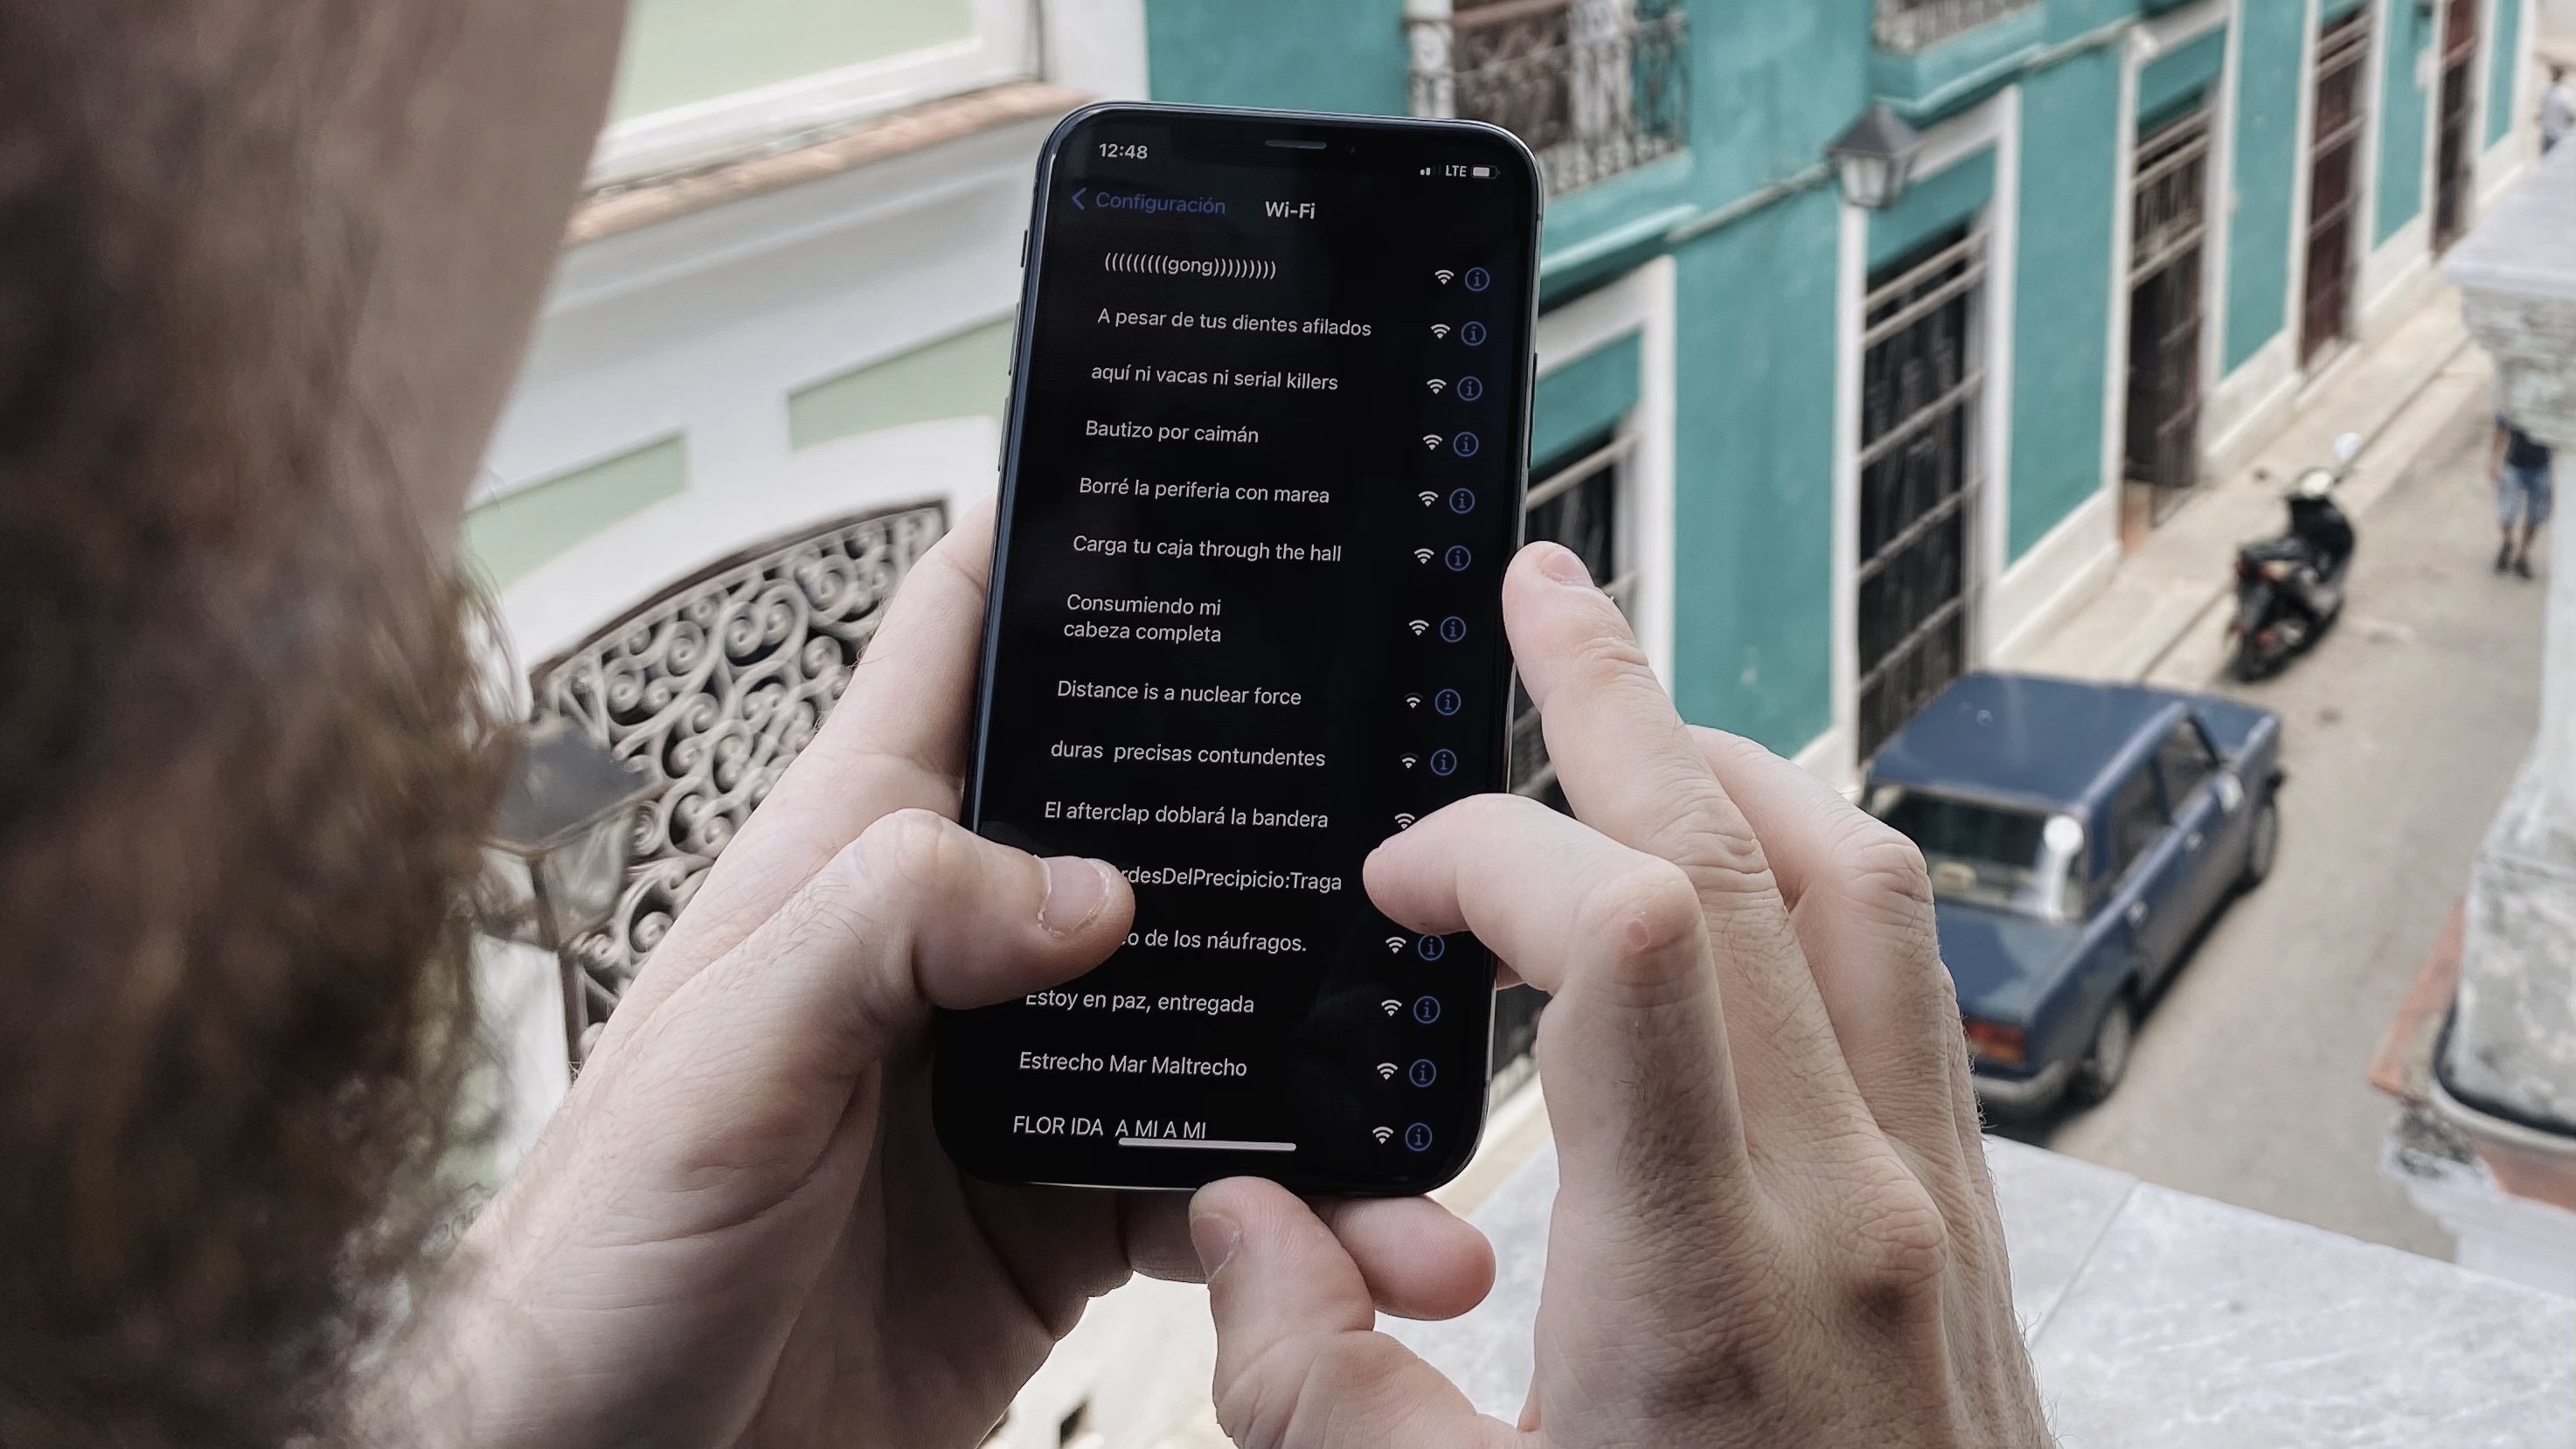 12:48
LTE
Configuración
Wi-Fi
(((((((((gong)))))))))
A pesar de tus dientes afilados
aquí ni vacas ni serial killers
Bautizo por caimán
Borré la periferia con marea
Carga tu caja through the hall
Consumiendo mi
cabeza completa
Distance is a nuclear force
duras precisas contundentes
El afterclap doblará la bandera
de los náufragos.
Estoy en paz, entregada
Estrecho Mar Maltrecho
FLOR IDA A MI A MI